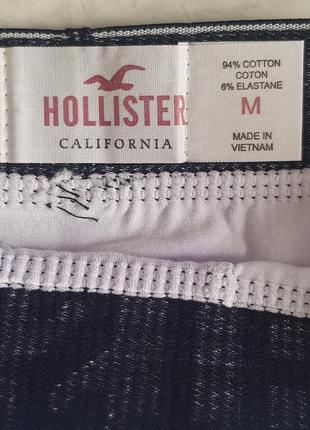 HOLLISTER
CALIFORNIA
94% COTTON
COTON
6% ELASTANE
M
MADE IN
VIETNAM